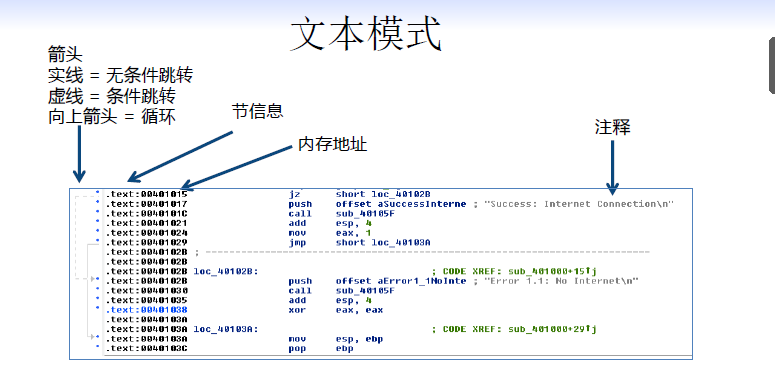 文本模式
箭头
实线 = 无条件跳转
虚线 = 条件跳转
向上箭头 = 循环
节信息
内存地址
注释
.text:00401015 jz short loc_40102B
.text:00401017 push offset aSuccessInterne ; "Success: Internet Connection\n"
.text:0040101C call sub_40105F
.text:00401021 add esp, 4
.text:00401024 mov eax, 1
.text:00401029 jmp short loc_40103A
.text:0040102B ; ---------------------------------------------------------------------------
.text:0040102B
.text:0040102B loc_40102B: ; CODE XREF: sub_401000+15↑j
.text:0040102B push offset aError1_1NoInte ; "Error 1.1: No Internet\n"
.text:00401030 call sub_40105F
.text:00401035 add esp, 4
.text:00401038 xor eax, eax
.text:0040103A
.text:0040103A loc_40103A: ; CODE XREF: sub_401000+29↑j
.text:0040103A mov esp, ebp
.text:0040103C pop ebp